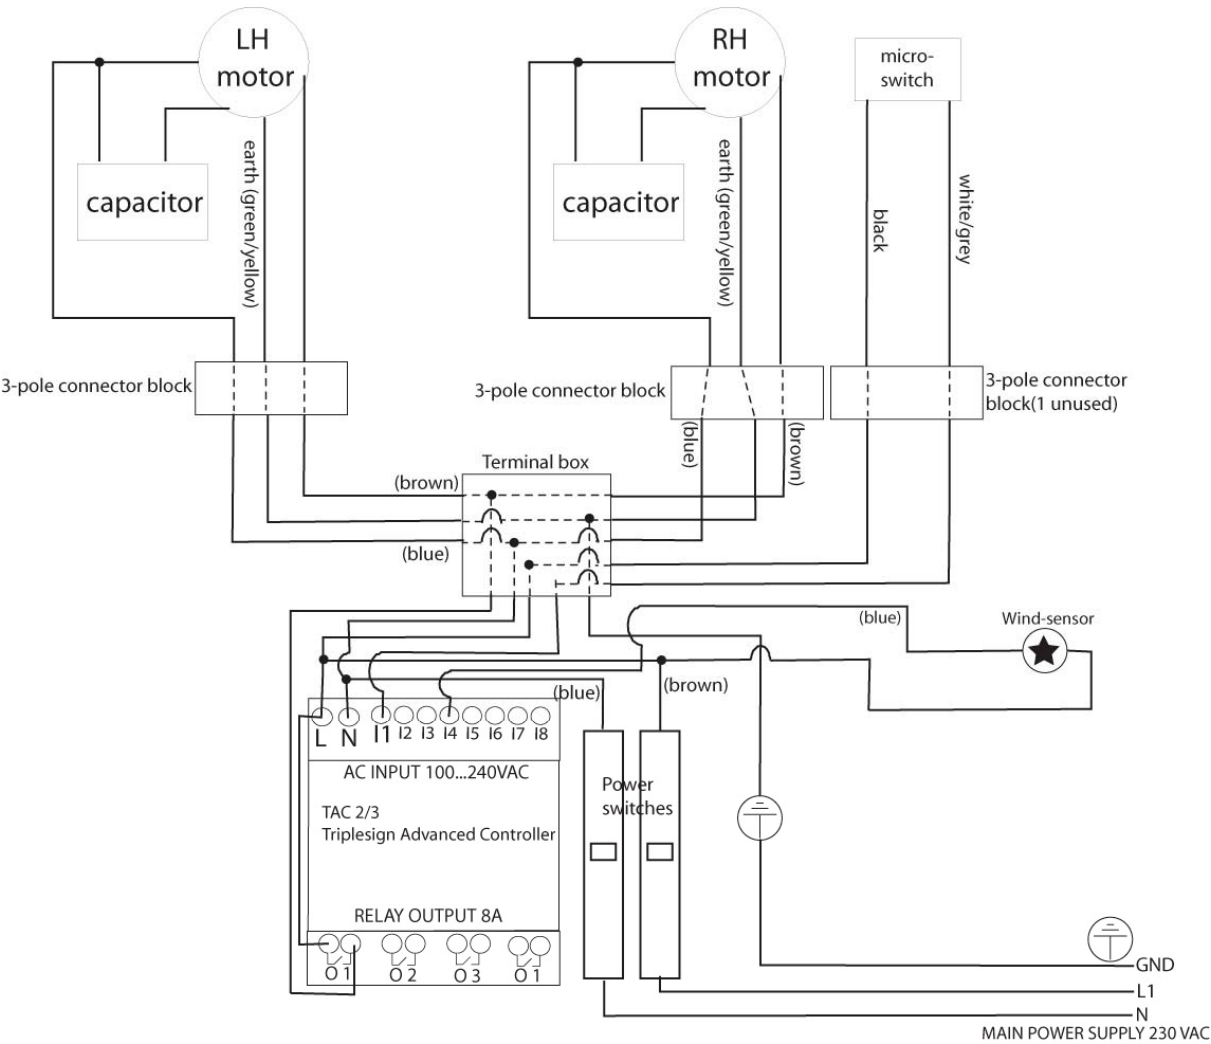 LH
motor
RH
motor
micro-
switch
capacitor
earth (green/yellow)
capacitor
earth (green/yellow)
black
white/grey
3-pole connector block
3-pole connector block
3-pole connector
block(1 unused)
(blue)
(brown)
Terminal box
(brown)
(blue)
(blue)
Wind-sensor
(blue)
(brown)
L N I1 I2 I3 I4 I5 I6 I7 I8
AC INPUT 100...240VAC
Power
switches
TAC 2/3
Triplesign Advanced Controller
RELAY OUTPUT 8A
O 1 O 2 O 3 O 1
GND
L1
N
MAIN POWER SUPPLY 230 VAC